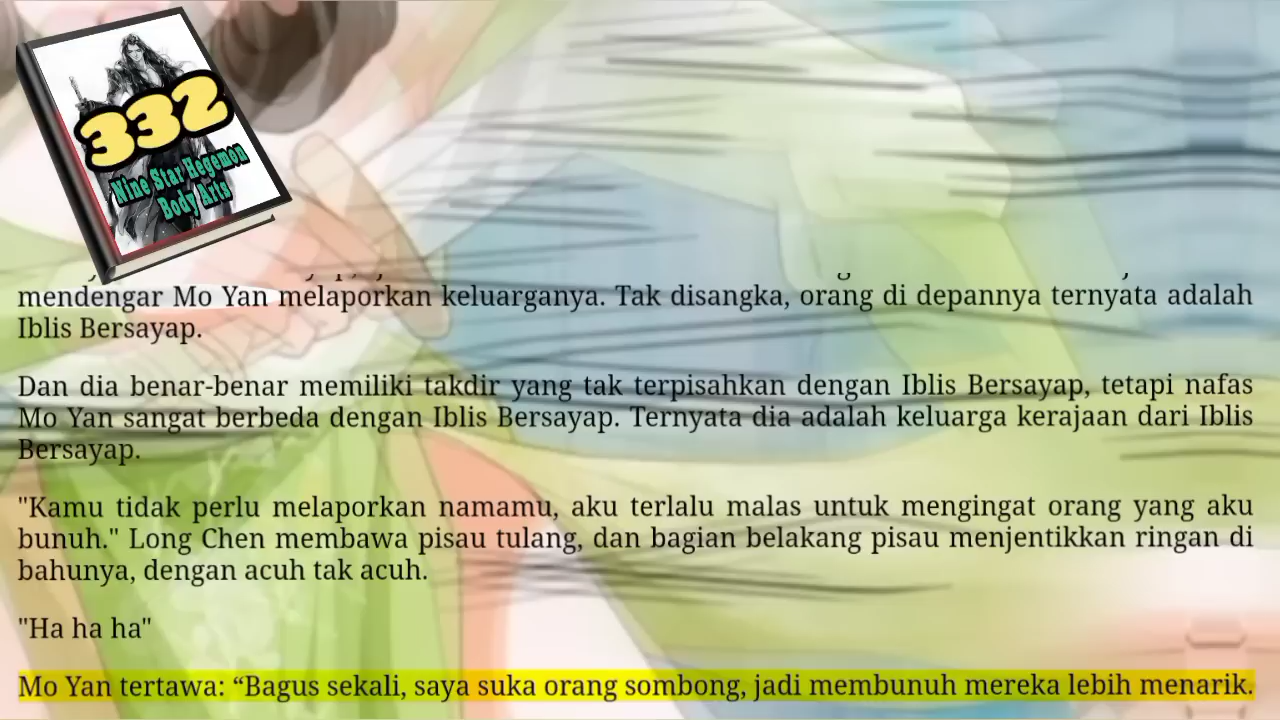 332
Nine Star Hegemon
Body Arts
mendengar Mo Yan melaporkan keluarganya. Tak disangka, orang di depannya ternyata adalah
Iblis Bersayap.
Dan dia benar-benar memiliki takdir yang tak terpisahkan dengan Iblis Bersayap, tetapi nafas
Mo Yan sangat berbeda dengan Iblis Bersayap. Ternyata dia adalah keluarga kerajaan dari Iblis
Bersayap.
"Kamu tidak perlu melaporkan namamu, aku terlalu malas untuk mengingat orang yang aku
bunuh." Long Chen membawa pisau tulang, dan bagian belakang pisau menjentikkan ringan di
bahunya, dengan acuh tak acuh.
"Ha ha ha"
Mo Yan tertawa: “Bagus sekali, saya suka orang sombong, jadi membunuh mereka lebih menarik.